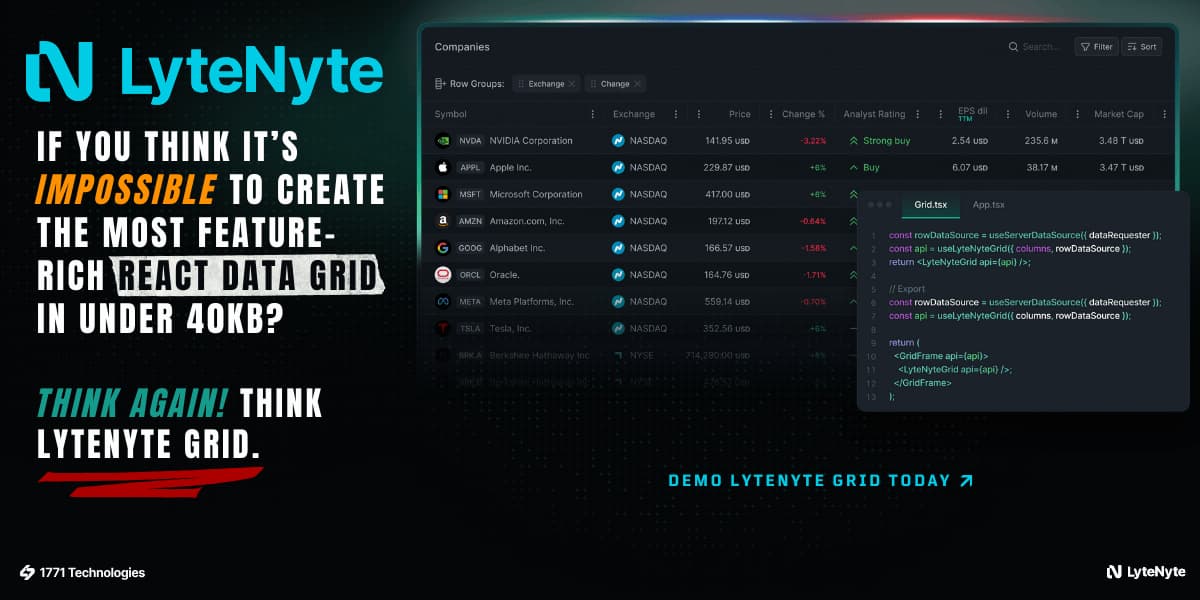 LyteNyte
IF YOU THINK IT'S
IMPOSSIBLE TO CREATE
THE MOST FEATURE-
RICH REACT DATA GRID
IN UNDER 40KB?
THINK AGAIN! THINK
LYTENYTE GRID.
Companies
Search...
Filter
Sort
Row Groups: Exchange Change
Symbol Exchange Price Change % Analyst Rating EPS dil TTM Volume Market Cap
NVDA NVIDIA Corporation NASDAQ 141.95 USD -3.22% Strong buy 2.54 USD 235.6 M 3.48 T USD
APPL Apple Inc. NASDAQ 229.87 USD +6% Buy 6.07 USD 38.17 M 3.47 T USD
MSFT Microsoft Corporation NASDAQ 417.00 USD +6%
AMZN Amazon.com, Inc. NASDAQ 197.12 USD -0.64%
GOOG Alphabet Inc. NASDAQ 166.57 USD -1.58%
ORCL Oracle. NASDAQ 164.76 USD -1.71%
META Meta Platforms, Inc. NASDAQ 559.14 USD -0.70%
TSLA Tesla, Inc. NASDAQ 352.56 USD +6%
BRK.A Berkshire Hathaway Inc NYSE 714,280.00 USD +6%
Grid.tsx App.tsx
1 const rowDataSource = useServerDataSource({ dataRequester });
2 const api = useLyteNyteGrid({ columns, rowDataSource });
3 return <LyteNyteGrid api={api} />;
4
5 // Export
6 const rowDataSource = useServerDataSource({ dataRequester });
7 const api = useLyteNyteGrid({ columns, rowDataSource });
8
9 return (
10 <GridFrame api={api}>
11 <LyteNyteGrid api={api} />;
12 </GridFrame>
13 );
DEMO LYTENYTE GRID TODAY
1771 Technologies
LyteNyte